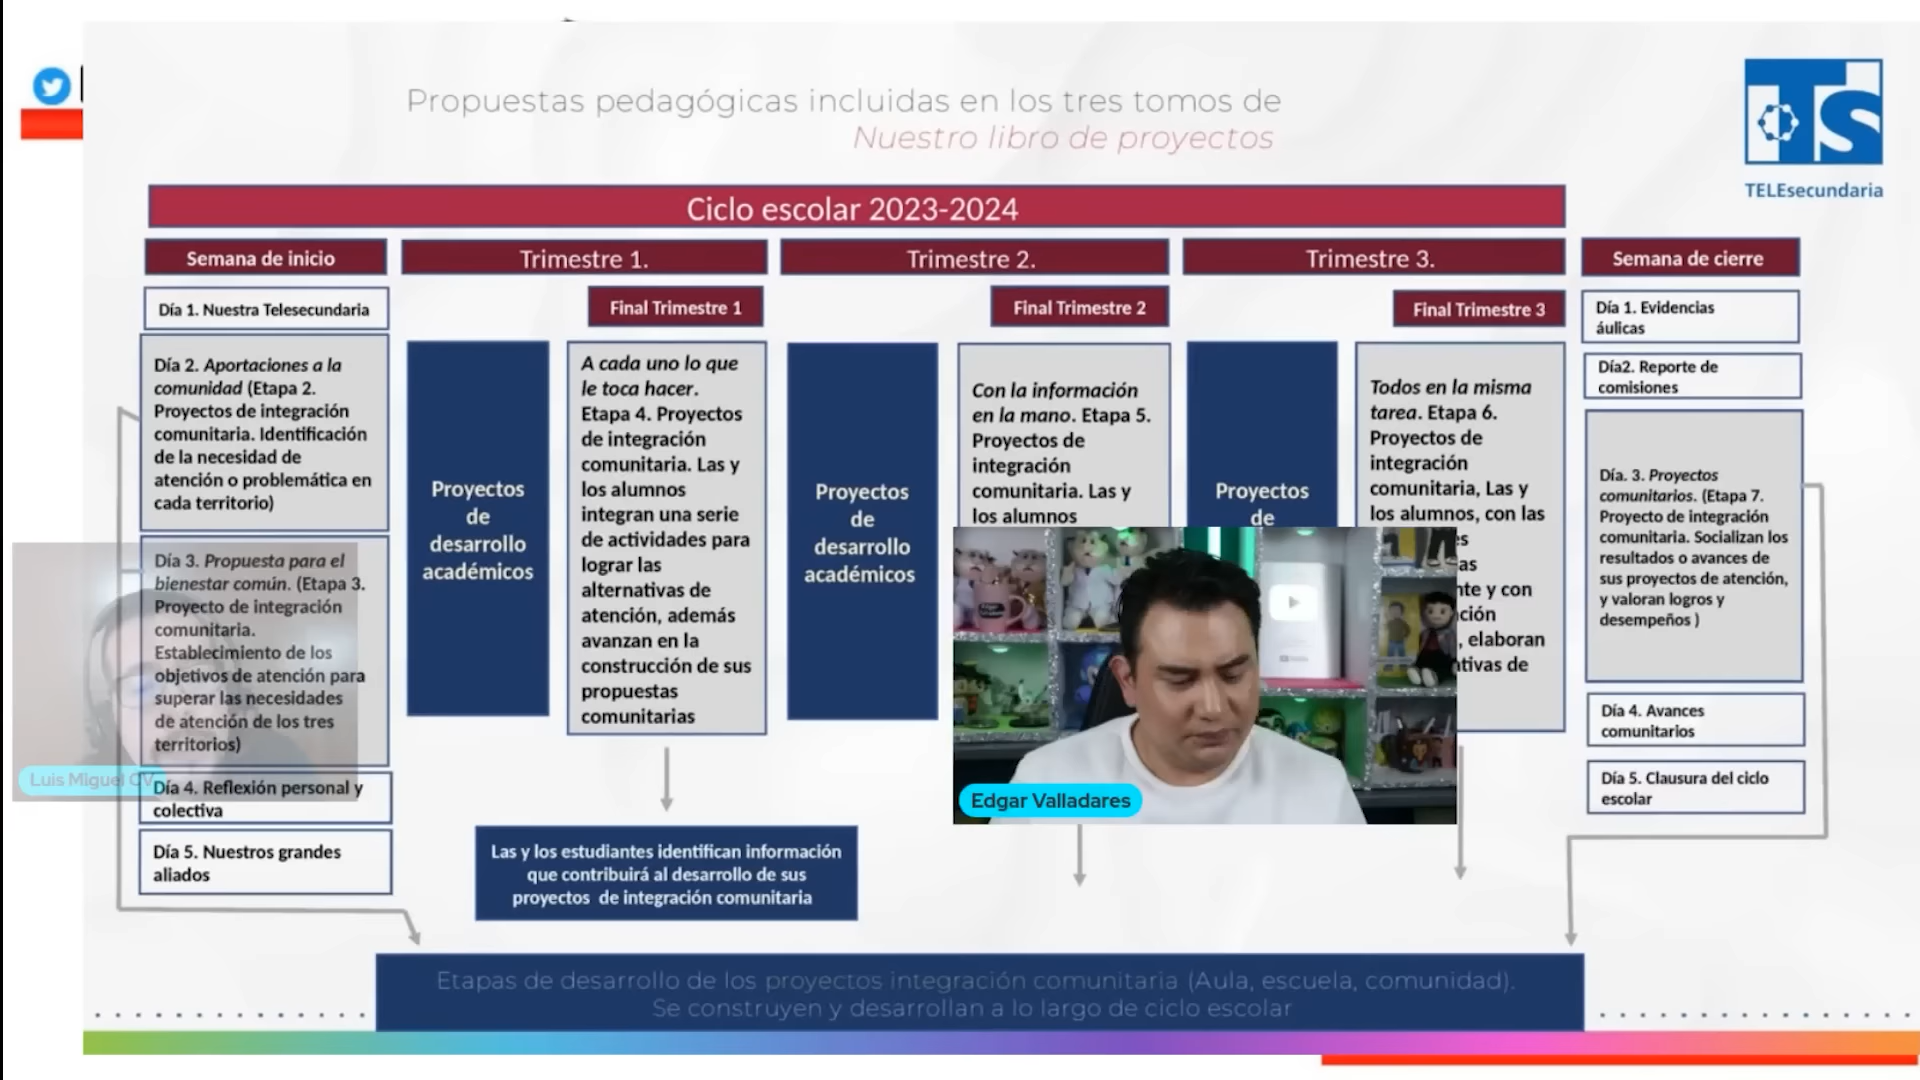 Propuestas pedagógicas incluidas en los tres tomos de
Nuestro libro de proyectos
TS
TELEsecundaria
Ciclo escolar 2023-2024
Semana de inicio
Día 1. Nuestra Telesecundaria
Día 2. Aportaciones a la
comunidad (Etapa 2.
Proyectos de integración
comunitaria. Identificación
de la necesidad de
atención o problemática en
cada territorio)
Día 3. Propuesta para el
bienestar común. (Etapa 3.
Proyecto de integración
comunitaria.
Establecimiento de los
objetivos de atención para
superar las necesidades
de atención de los tres
territorios)
Luis Miguel CV
Día 4. Reflexión personal y
colectiva
Día 5. Nuestros grandes
aliados
Trimestre 1.
Final Trimestre 1
Proyectos
de
desarrollo
académicos
A cada uno lo que
le toca hacer.
Etapa 4. Proyectos
de integración
comunitaria. Las y
los alumnos
integran una serie
de actividades para
lograr las
alternativas de
atención, además
avanzan en la
construcción de sus
propuestas
comunitarias
Las y los estudiantes identifican información
que contribuirá al desarrollo de sus
proyectos de integración comunitaria
Trimestre 2.
Final Trimestre 2
Proyectos
de
desarrollo
académicos
Con la información
en la mano. Etapa 5.
Proyectos de
integración
comunitaria. Las y
los alumnos
Edgar Valladares
Trimestre 3.
Final Trimestre 3
Proyectos
de
Todos en la misma
tarea. Etapa 6.
Proyectos de
integración
comunitaria, Las y
los alumnos, con las
y con
, elaboran
de
Semana de cierre
Día 1. Evidencias
áulicas
Día2. Reporte de
comisiones
Día. 3. Proyectos
comunitarios. (Etapa 7.
Proyecto de integración
comunitaria. Socializan los
resultados o avances de
sus proyectos de atención,
y valoran logros y
desempeños )
Día 4. Avances
comunitarios
Día 5. Clausura del ciclo
escolar
Etapas de desarrollo de los proyectos integración comunitaria (Aula, escuela, comunidad).
Se construyen y desarrollan a lo largo de ciclo escolar